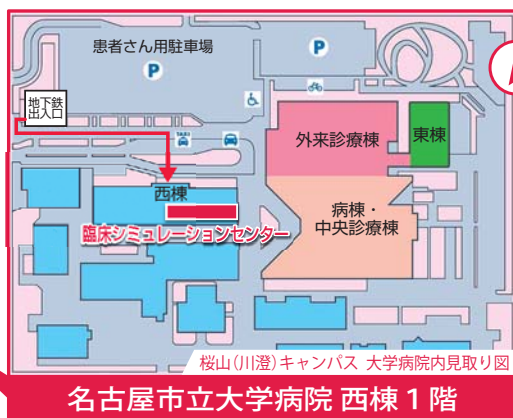 患者さん用駐車場
P
P
地下鉄
出入口
TAXI
外来診療棟
東棟
西棟
臨床シミュレーションセンター
病棟・
中央診療棟
桜山(川澄)キャンパス 大学病院内見取り図
名古屋市立大学病院 西棟 1 階